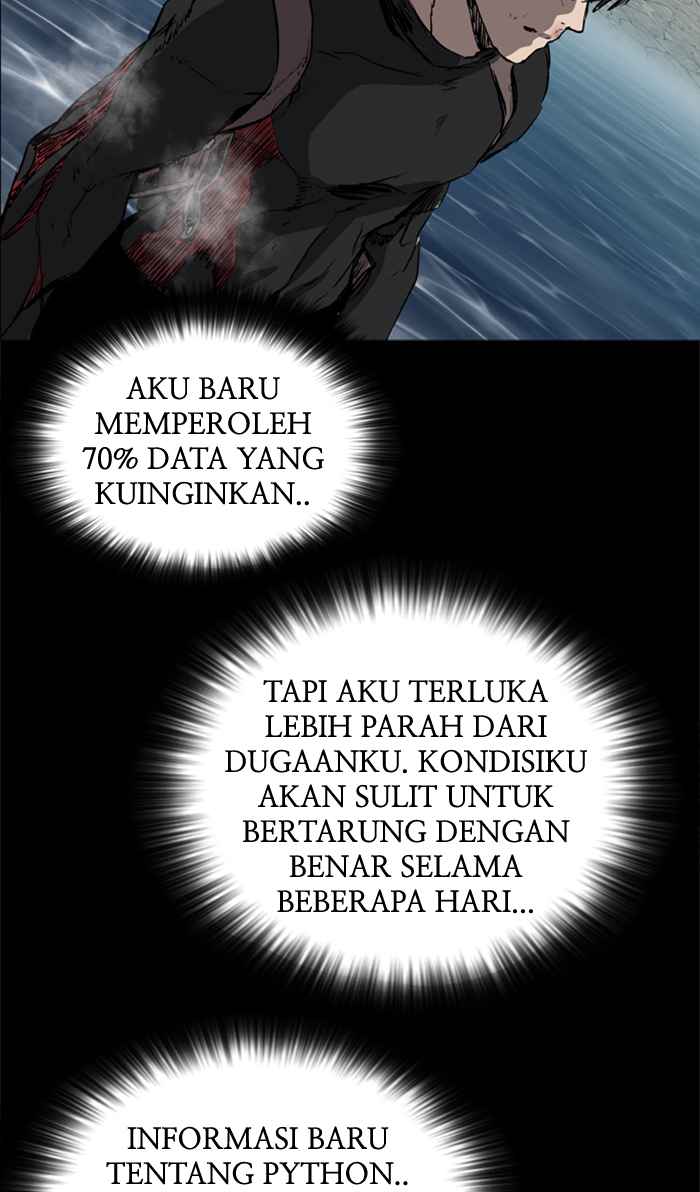 AKU BARU
MEMPEROLEH
70% DATA YANG
KUINGINKAN..
TAPI AKU TERLUKA
LEBIH PARAH DARI
DUGAANKU. KONDISIKU
AKAN SULIT UNTUK
BERTARUNG DENGAN
BENAR SELAMA
BEBERAPA HARI...
INFORMASI BARU
TENTANG PYTHON..